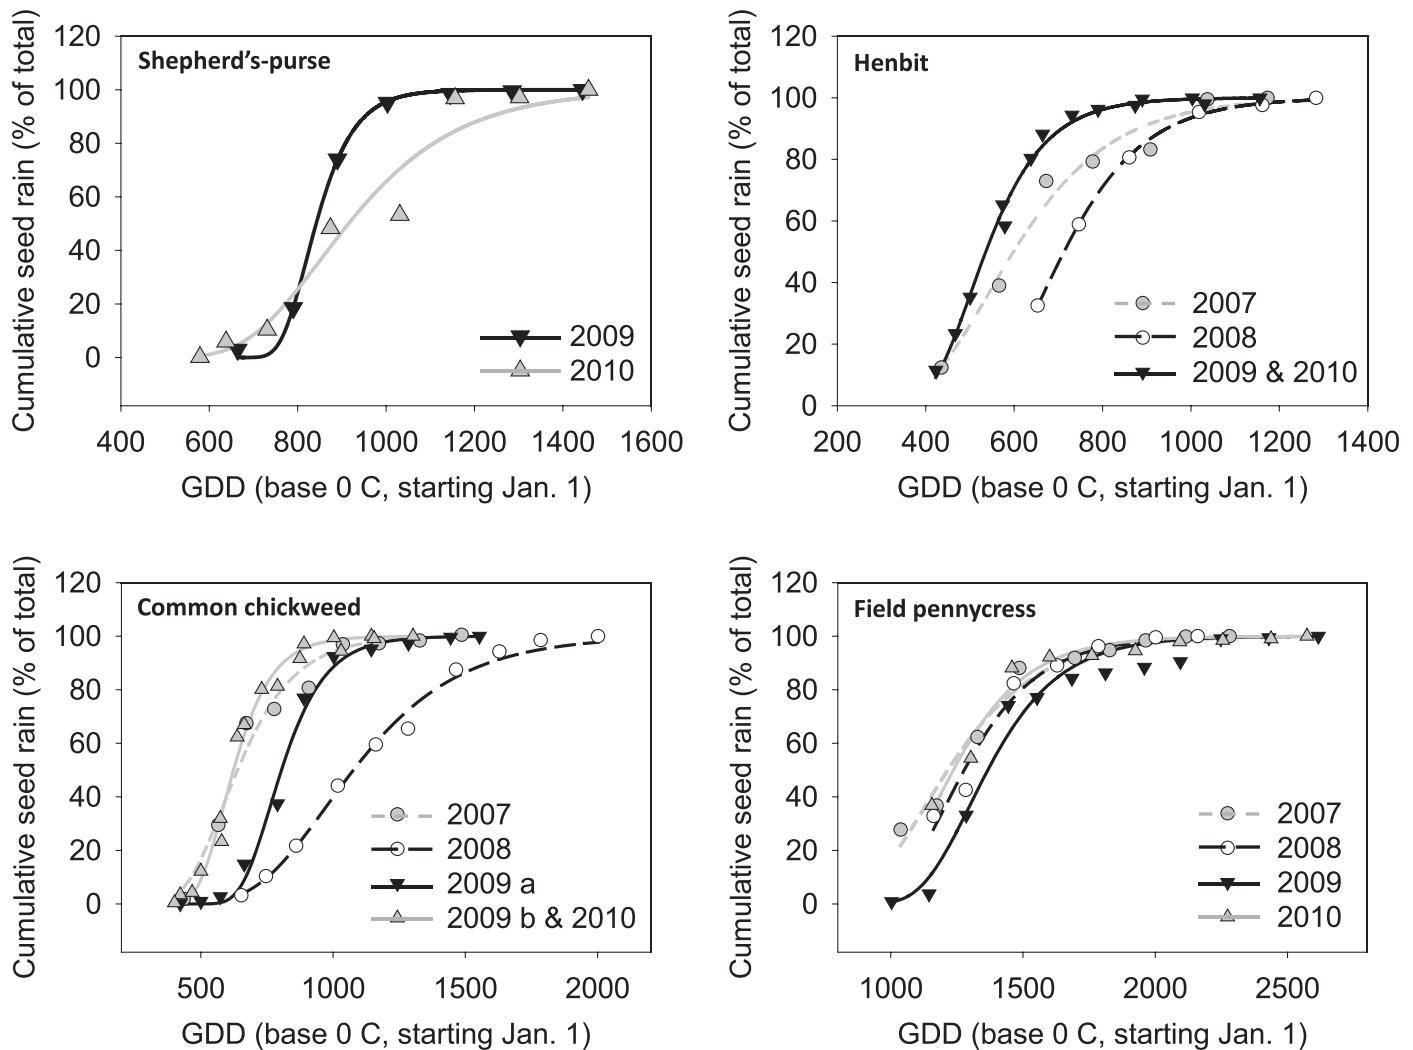 Cumulative seed rain (% of total)
120
100
80
60
40
20
0
Shepherd's-purse
2009
2010
400 600 800 1000 1200 1400 1600
GDD (base 0 C, starting Jan. 1)
Cumulative seed rain (% of total)
120
100
80
60
40
20
0
Henbit
2007
2008
2009 & 2010
200 400 600 800 1000 1200 1400
GDD (base 0 C, starting Jan. 1)
Cumulative seed rain (% of total)
120
100
80
60
40
20
0
Common chickweed
2007
2008
2009 a
2009 b & 2010
500 1000 1500 2000
GDD (base 0 C, starting Jan. 1)
Cumulative seed rain (% of total)
120
100
80
60
40
20
0
Field pennycress
2007
2008
2009
2010
1000 1500 2000 2500
GDD (base 0 C, starting Jan. 1)